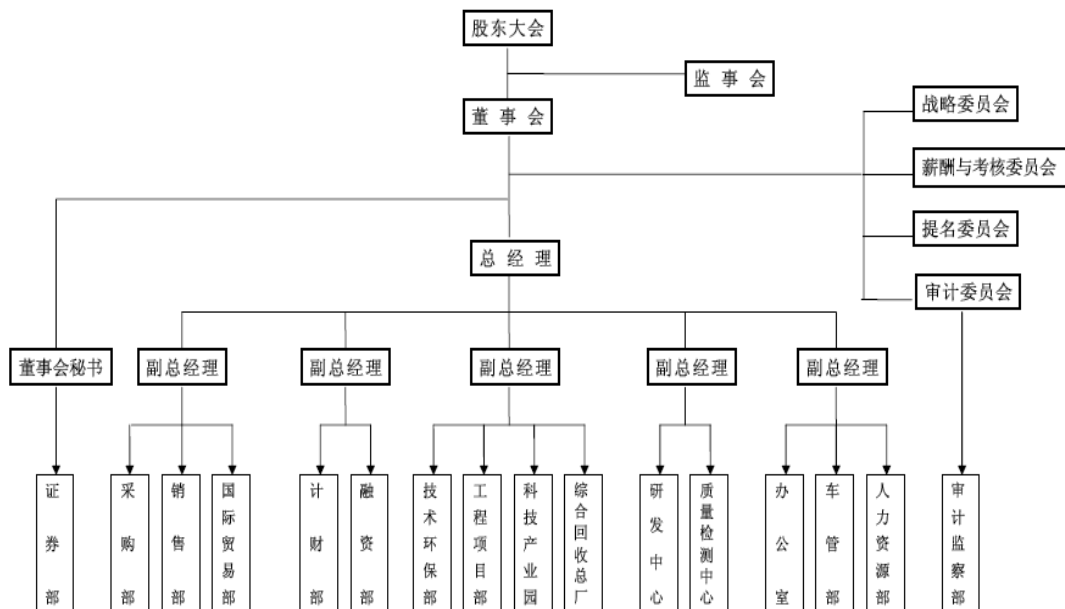 股东大会
监事会
董事会
战略委员会
薪酬与考核委员会
提名委员会
总经理
审计委员会
董事会秘书
副总经理
副总经理
副总经理
副总经理
副总经理
证券部
采购部
销售部
国际贸易部
计财部
融资部
技术环保部
工程项目部
科技产业园
综合回收总厂
研发中心
质量检测中心
办公室
车管部
人力资源部
审计监察部